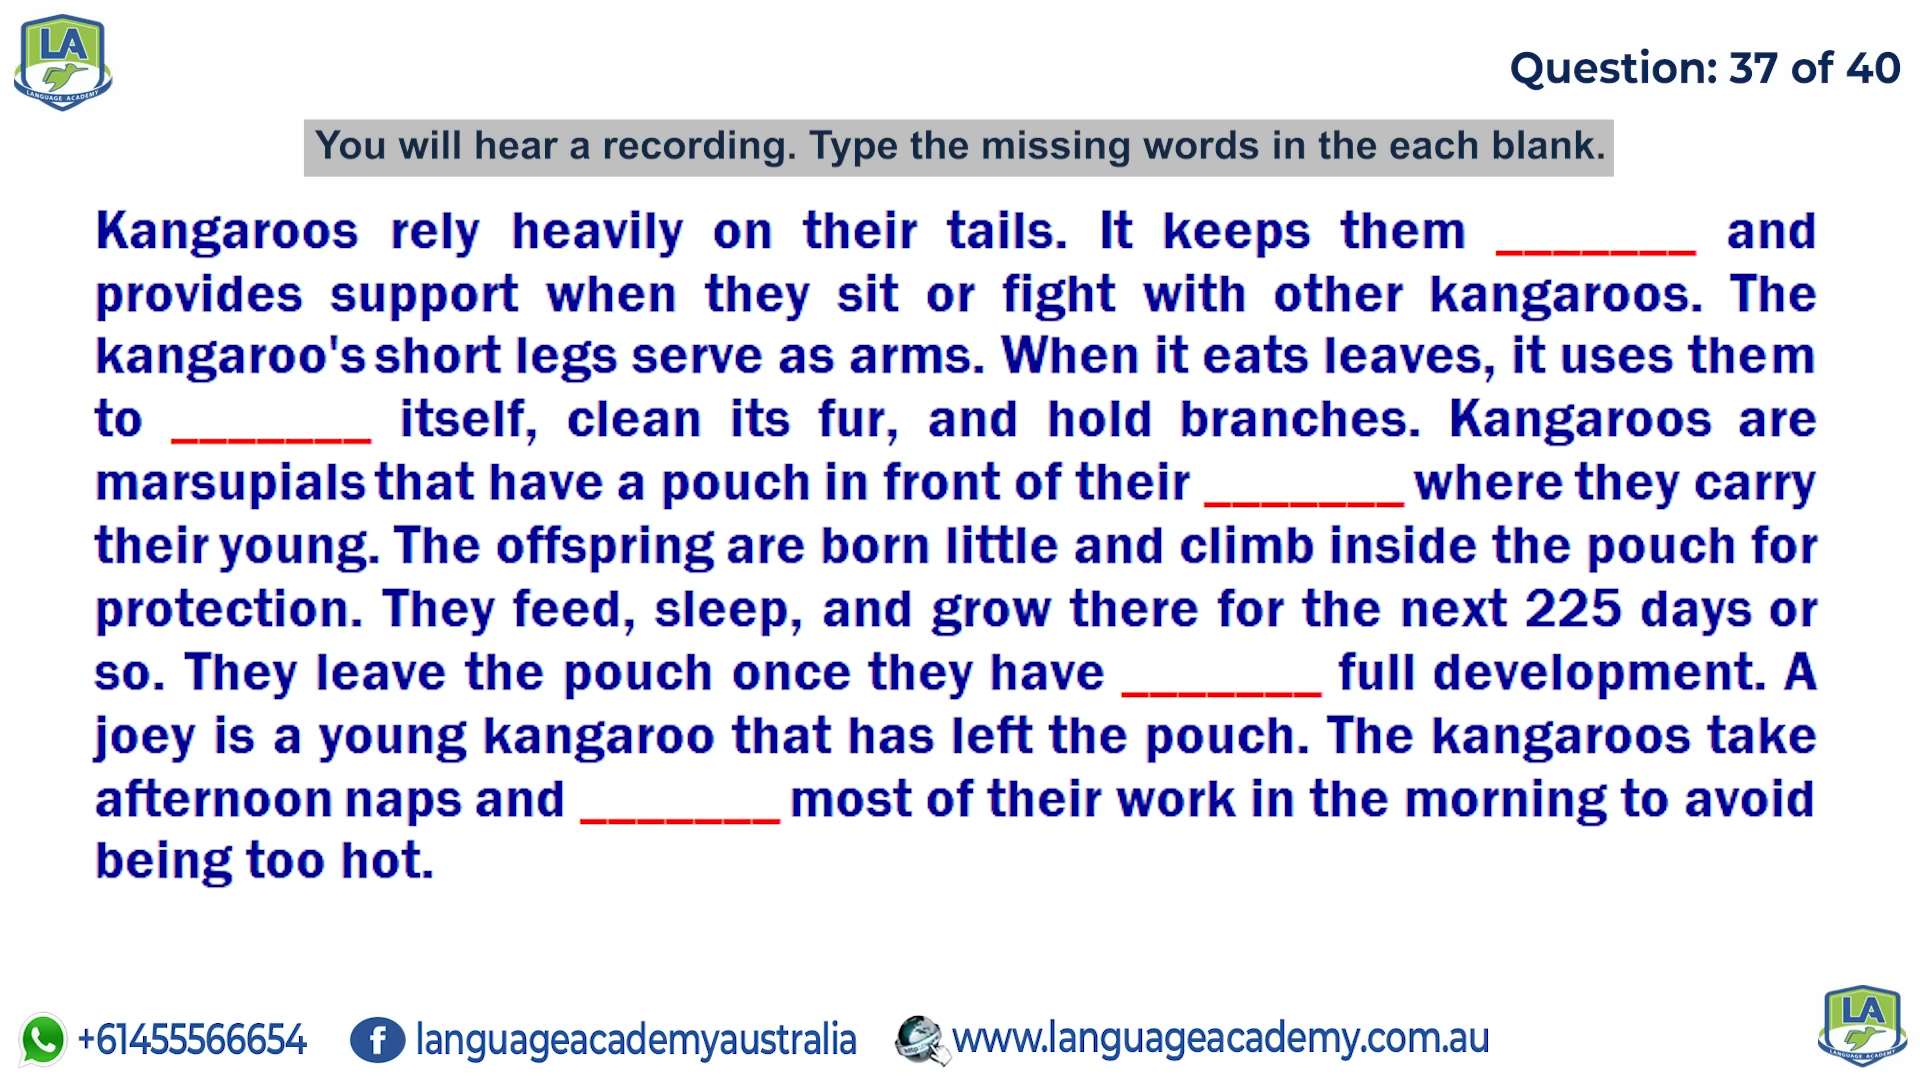 LA
LANGUAGE ACADEMY
Question: 37 of 40
You will hear a recording. Type the missing words in the each blank.
Kangaroos rely heavily on their tails. It keeps them _______ and
provides support when they sit or fight with other kangaroos. The
kangaroo's short legs serve as arms. When it eats leaves, it uses them
to _______ itself, clean its fur, and hold branches. Kangaroos are
marsupials that have a pouch in front of their _______ where they carry
their young. The offspring are born little and climb inside the pouch for
protection. They feed, sleep, and grow there for the next 225 days or
so. They leave the pouch once they have _______ full development. A
joey is a young kangaroo that has left the pouch. The kangaroos take
afternoon naps and _______ most of their work in the morning to avoid
being too hot.
+61455566654 f languageacademyaustralia www.languageacademy.com.au
LA
LANGUAGE ACADEMY